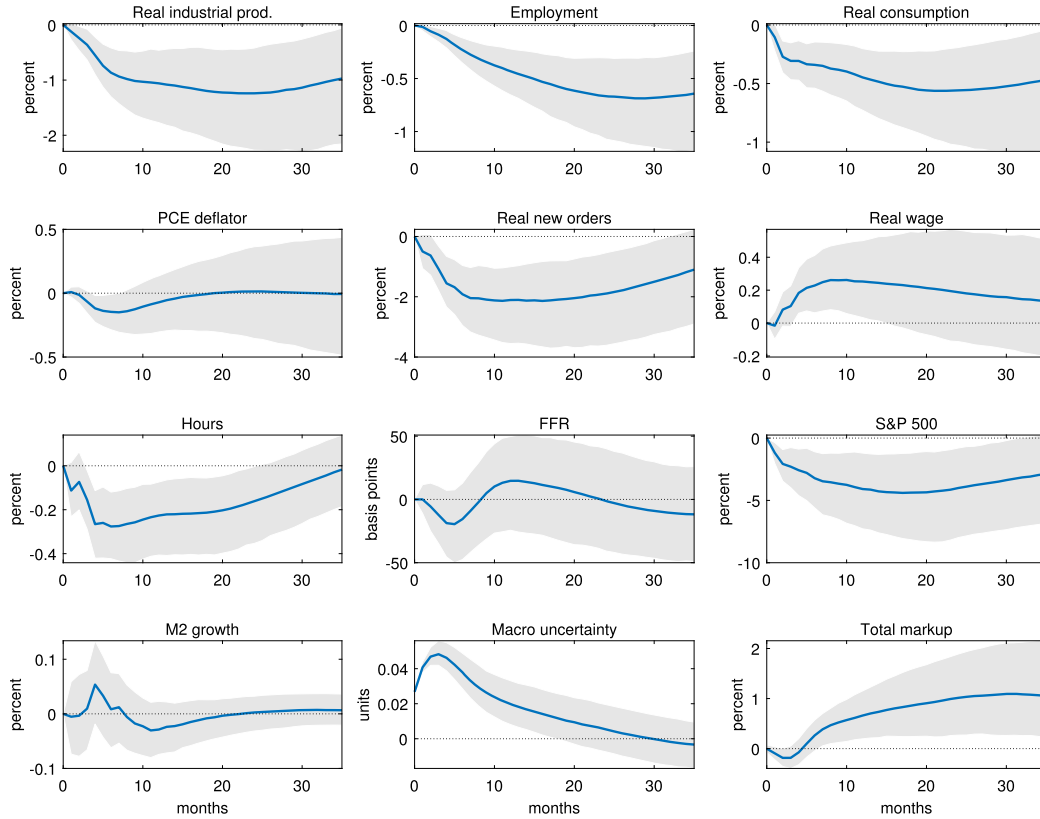 Real industrial prod.
percent
0
-1
-2
0 10 20 30
Employment
percent
0
-0.5
-1
0 10 20 30
Real consumption
percent
0
-0.5
-1
0 10 20 30
PCE deflator
percent
0.5
0
-0.5
0 10 20 30
Real new orders
percent
0
-2
-4
0 10 20 30
Real wage
percent
0.4
0.2
0
-0.2
0 10 20 30
Hours
percent
0
-0.2
-0.4
0 10 20 30
FFR
basis points
50
0
-50
0 10 20 30
S&P 500
percent
0
-5
-10
0 10 20 30
M2 growth
percent
0.1
0
-0.1
0 10 20 30
months
Macro uncertainty
units
0.04
0.02
0
0 10 20 30
months
Total markup
percent
2
1
0
0 10 20 30
months